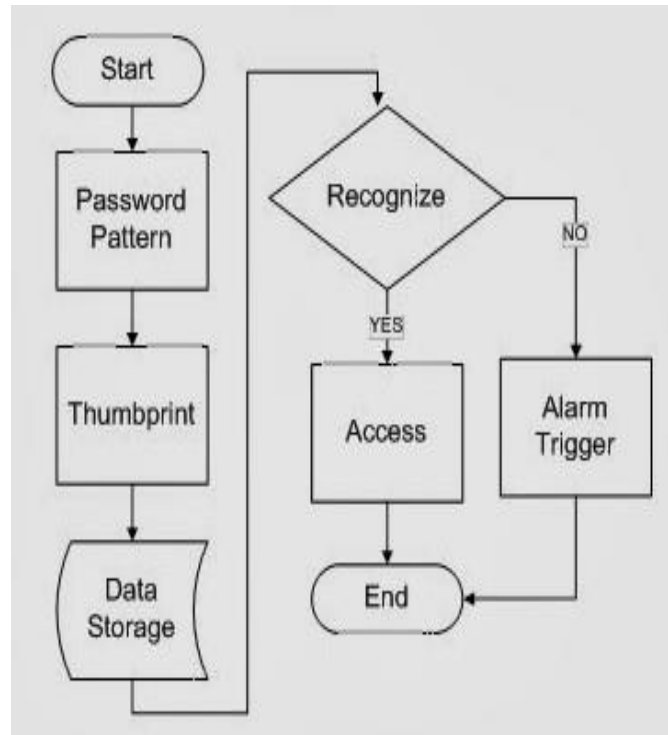 Start
Password
Pattern
Thumbprint
Data
Storage
Recognize
NO
YES
Access
Alarm
Trigger
End